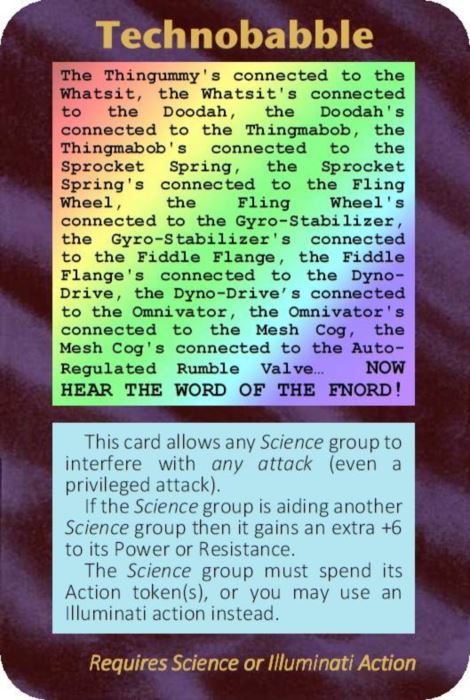 Technobabble
The Thingummy's connected to the
Whatsit, the Whatsit's connected
to the Doodah, the Doodah's
connected to the Thingmabob, the
Thingmabob's connected to the
Sprocket Spring, the Sprocket
Spring's connected to the Fling
Wheel, the Fling Wheel's
connected to the Gyro-Stabilizer,
the Gyro-Stabilizer's connected
to the Fiddle Flange, the Fiddle
Flange's connected to the Dyno-
Drive, the Dyno-Drive's connected
to the Omnivator, the Omnivator's
connected to the Mesh Cog, the
Mesh Cog's connected to the Auto-
Regulated Rumble Valve… NOW
HEAR THE WORD OF THE FNORD!
This card allows any Science group to
interfere with any attack (even a
privileged attack).
If the Science group is aiding another
Science group then it gains an extra +6
to its Power or Resistance.
The Science group must spend its
Action token(s), or you may use an
Illuminati action instead.
Requires Science or Illuminati Action